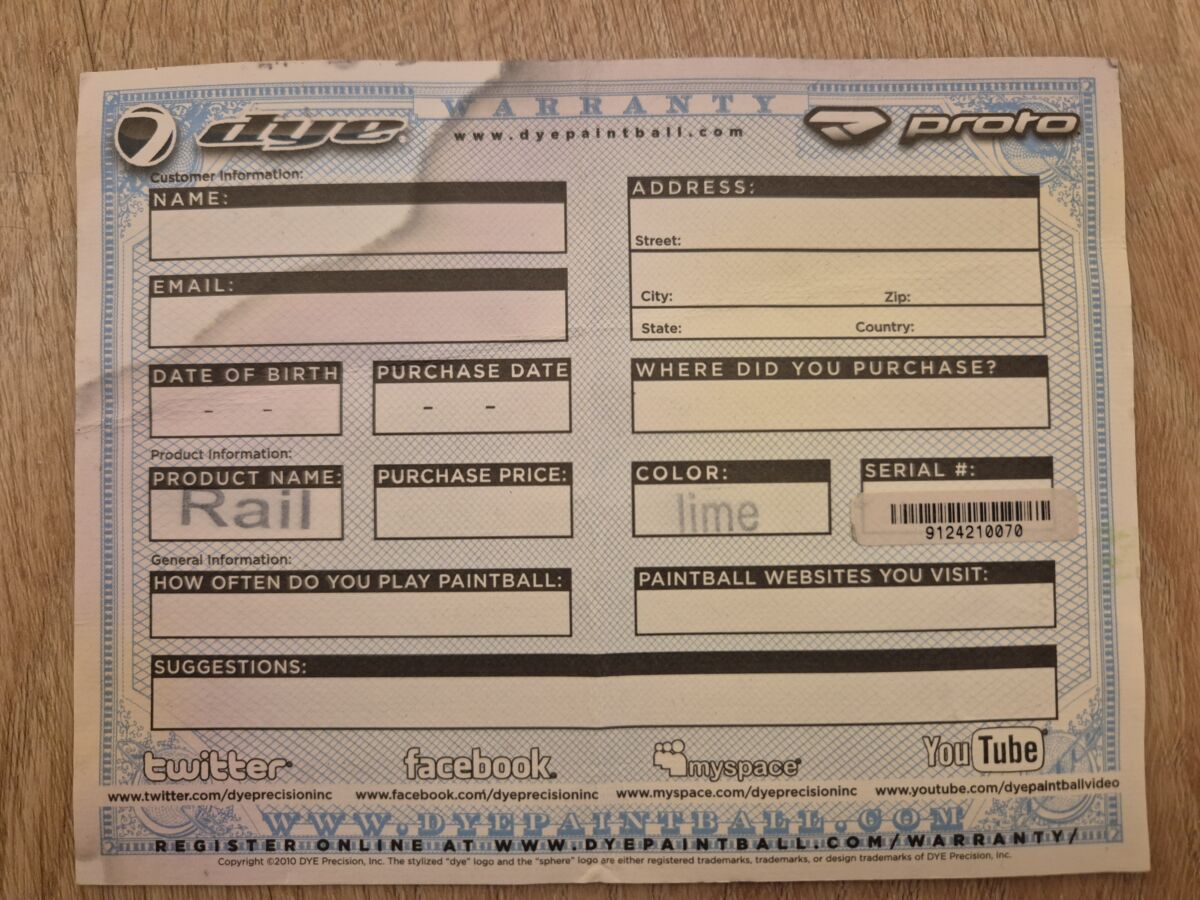 WARRANTY
dye
www.dyepaintball.com
proto
Customer Information:
NAME:
ADDRESS:
Street:
EMAIL:
City: Zip:
State: Country:
DATE OF BIRTH
- -
PURCHASE DATE
- -
WHERE DID YOU PURCHASE?
Product Information:
PRODUCT NAME:
Rail
PURCHASE PRICE:
COLOR:
lime
SERIAL #:
9124210070
General Information:
HOW OFTEN DO YOU PLAY PAINTBALL:
PAINTBALL WEBSITES YOU VISIT:
SUGGESTIONS:
twitter
facebook.
myspace
YouTube
www.twitter.com/dyeprecisioninc www.facebook.com/dyeprecisioninc www.myspace.com/dyeprecisioninc www.youtube.com/dyepaintballvideo
WWW.DYEPAINTBALL.COM
REGISTER ONLINE AT WWW.DYEPAINTBALL.COM/WARRANTY/
Copyright ©2010 DYE Precision, Inc. The stylized "dye" logo and the "sphere" logo are either registered trademarks, trademarks, or design trademarks of DYE Precision, Inc.